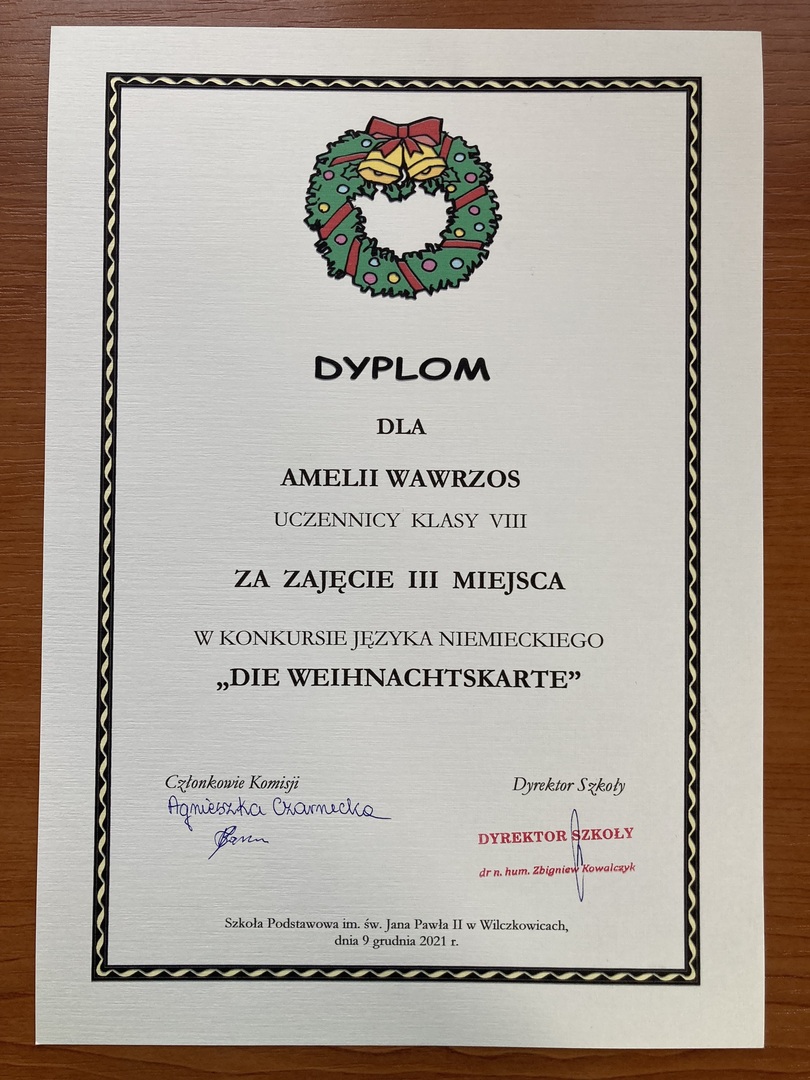 DYPLOM
DLA
AMELII WAWRZOS
UCZENNICY KLASY VIII
ZA ZAJĘCIE III MIEJSCA
W KONKURSIE JĘZYKA NIEMIECKIEGO
„DIE WEIHNACHTSKARTE”
Członkowie Komisji
Agnieszka Czarnecka
Dyrektor Szkoły
DYREKTOR SZKOŁY
dr n. hum. Zbigniew Kowalczyk
Szkoła Podstawowa im. św. Jana Pawła II w Wilczkowicach,
dnia 9 grudnia 2021 r.